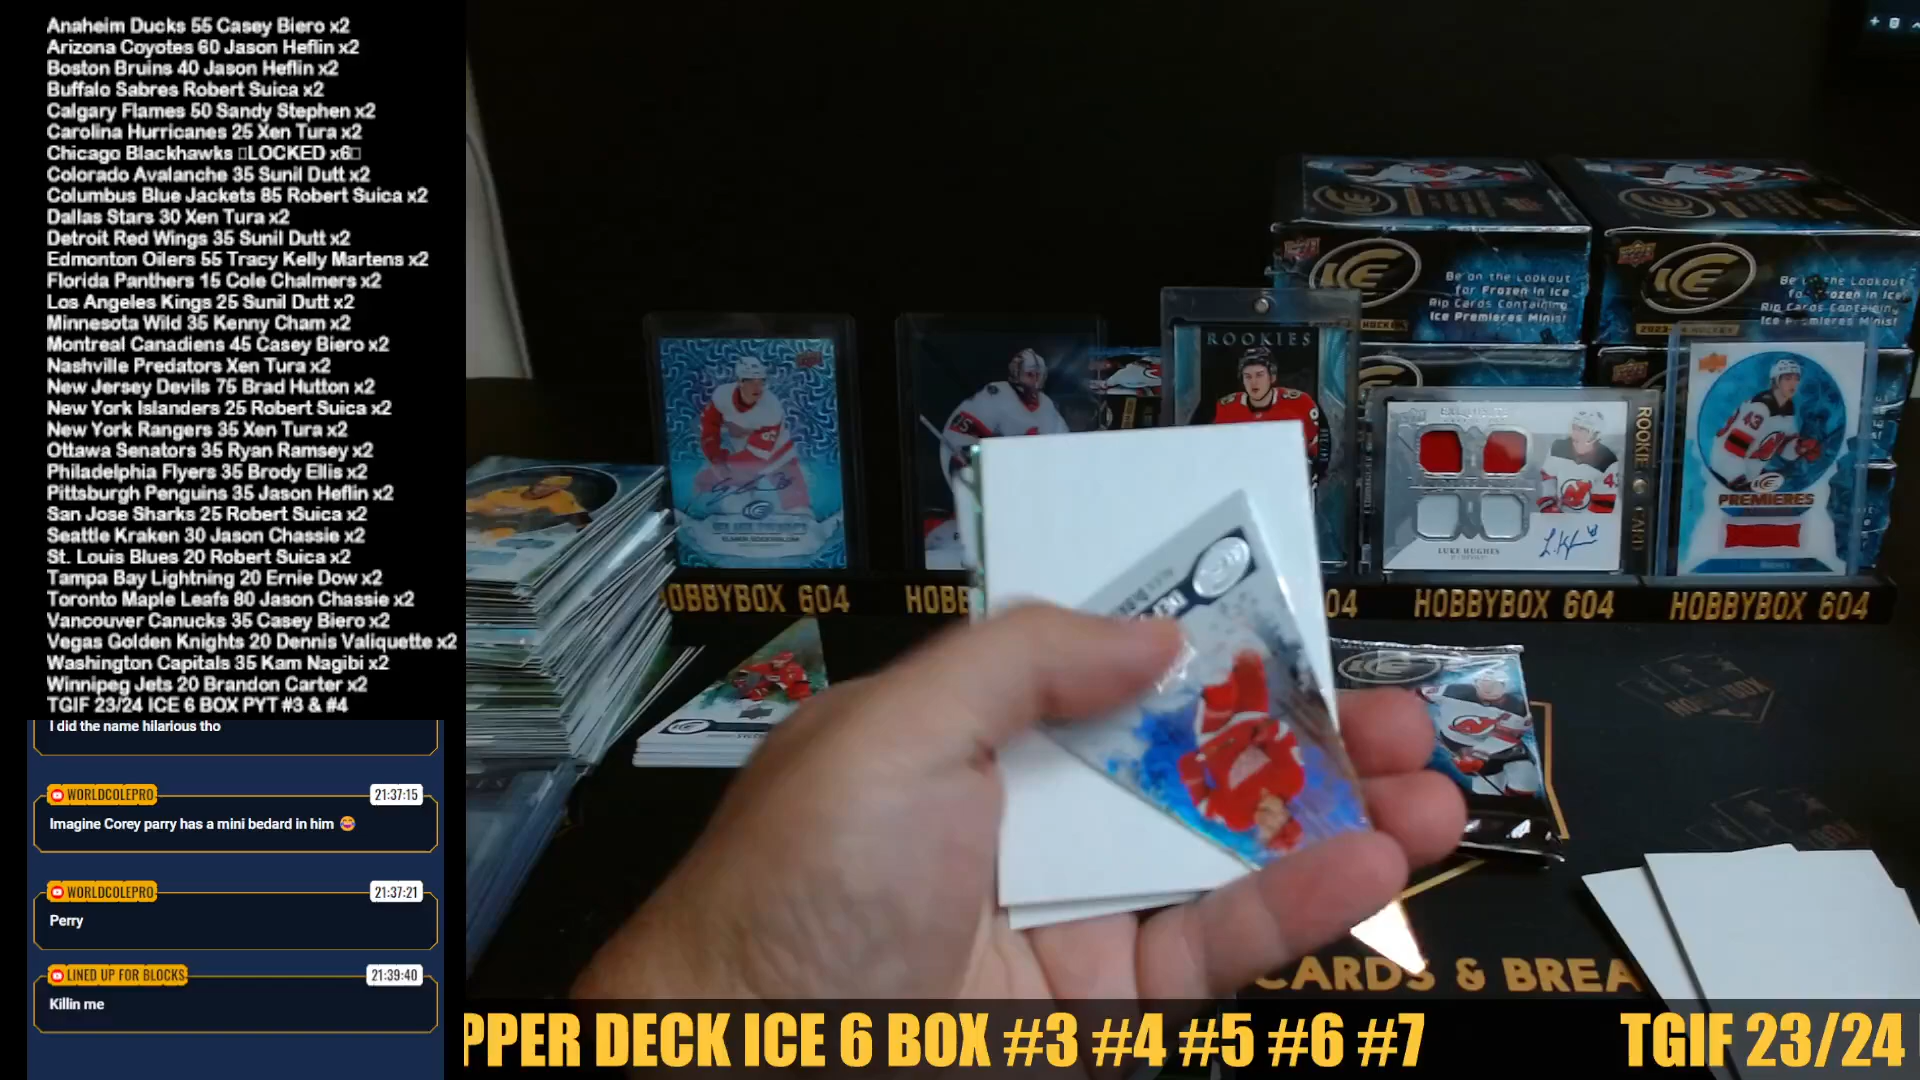 Anaheim Ducks 55 Casey Biero x2
Arizona Coyotes 60 Jason Heflin x2
Boston Bruins 40 Jason Heflin x2
Buffalo Sabres Robert Suica x2
Calgary Flames 50 Sandy Stephen x2
Carolina Hurricanes 25 Xen Tura x2
Chicago Blackhawks ▯LOCKED x6▯
Colorado Avalanche 35 Sunil Dutt x2
Columbus Blue Jackets 85 Robert Suica x2
Dallas Stars 30 Xen Tura x2
Detroit Red Wings 35 Sunil Dutt x2
Edmonton Oilers 55 Tracy Kelly Martens x2
Florida Panthers 15 Cole Chalmers x2
Los Angeles Kings 25 Sunil Dutt x2
Minnesota Wild 35 Kenny Cham x2
Montreal Canadiens 45 Casey Biero x2
Nashville Predators Xen Tura x2
New Jersey Devils 75 Brad Hutton x2
New York Islanders 25 Robert Suica x2
New York Rangers 35 Xen Tura x2
Ottawa Senators 35 Ryan Ramsey x2
Philadelphia Flyers 35 Brody Ellis x2
Pittsburgh Penguins 35 Jason Heflin x2
San Jose Sharks 25 Robert Suica x2
Seattle Kraken 30 Jason Chassie x2
St. Louis Blues 20 Robert Suica x2
Tampa Bay Lightning 20 Ernie Dow x2
Toronto Maple Leafs 80 Jason Chassie x2
Vancouver Canucks 35 Casey Biero x2
Vegas Golden Knights 20 Dennis Valiquette x2
Washington Capitals 35 Kam Nagibi x2
Winnipeg Jets 20 Brandon Carter x2
TGIF 23/24 ICE 6 BOX PYT #3 & #4
I did the name hilarious tho
WORLDCOLEPRO
21:37:15
Imagine Corey parry has a mini bedard in him 😂
WORLDCOLEPRO
21:37:21
Perry
LINED UP FOR BLOCKS
21:39:40
Killin me
ICE
Be on the Lookout
for Frozen in Ice
Rip Cards Containing
Ice Premieres Minis!
ICE
Ice Premieres Minis!
ROOKIES
ROOKIE CARD
LUKE HUGHES
43
PREMIERES
HOBBYBOX 604
HOBB
04
HOBBYBOX 604
HOBBYBOX 604
CARDS & BREA
PPER DECK ICE 6 BOX #3 #4 #5 #6 #7
TGIF 23/24